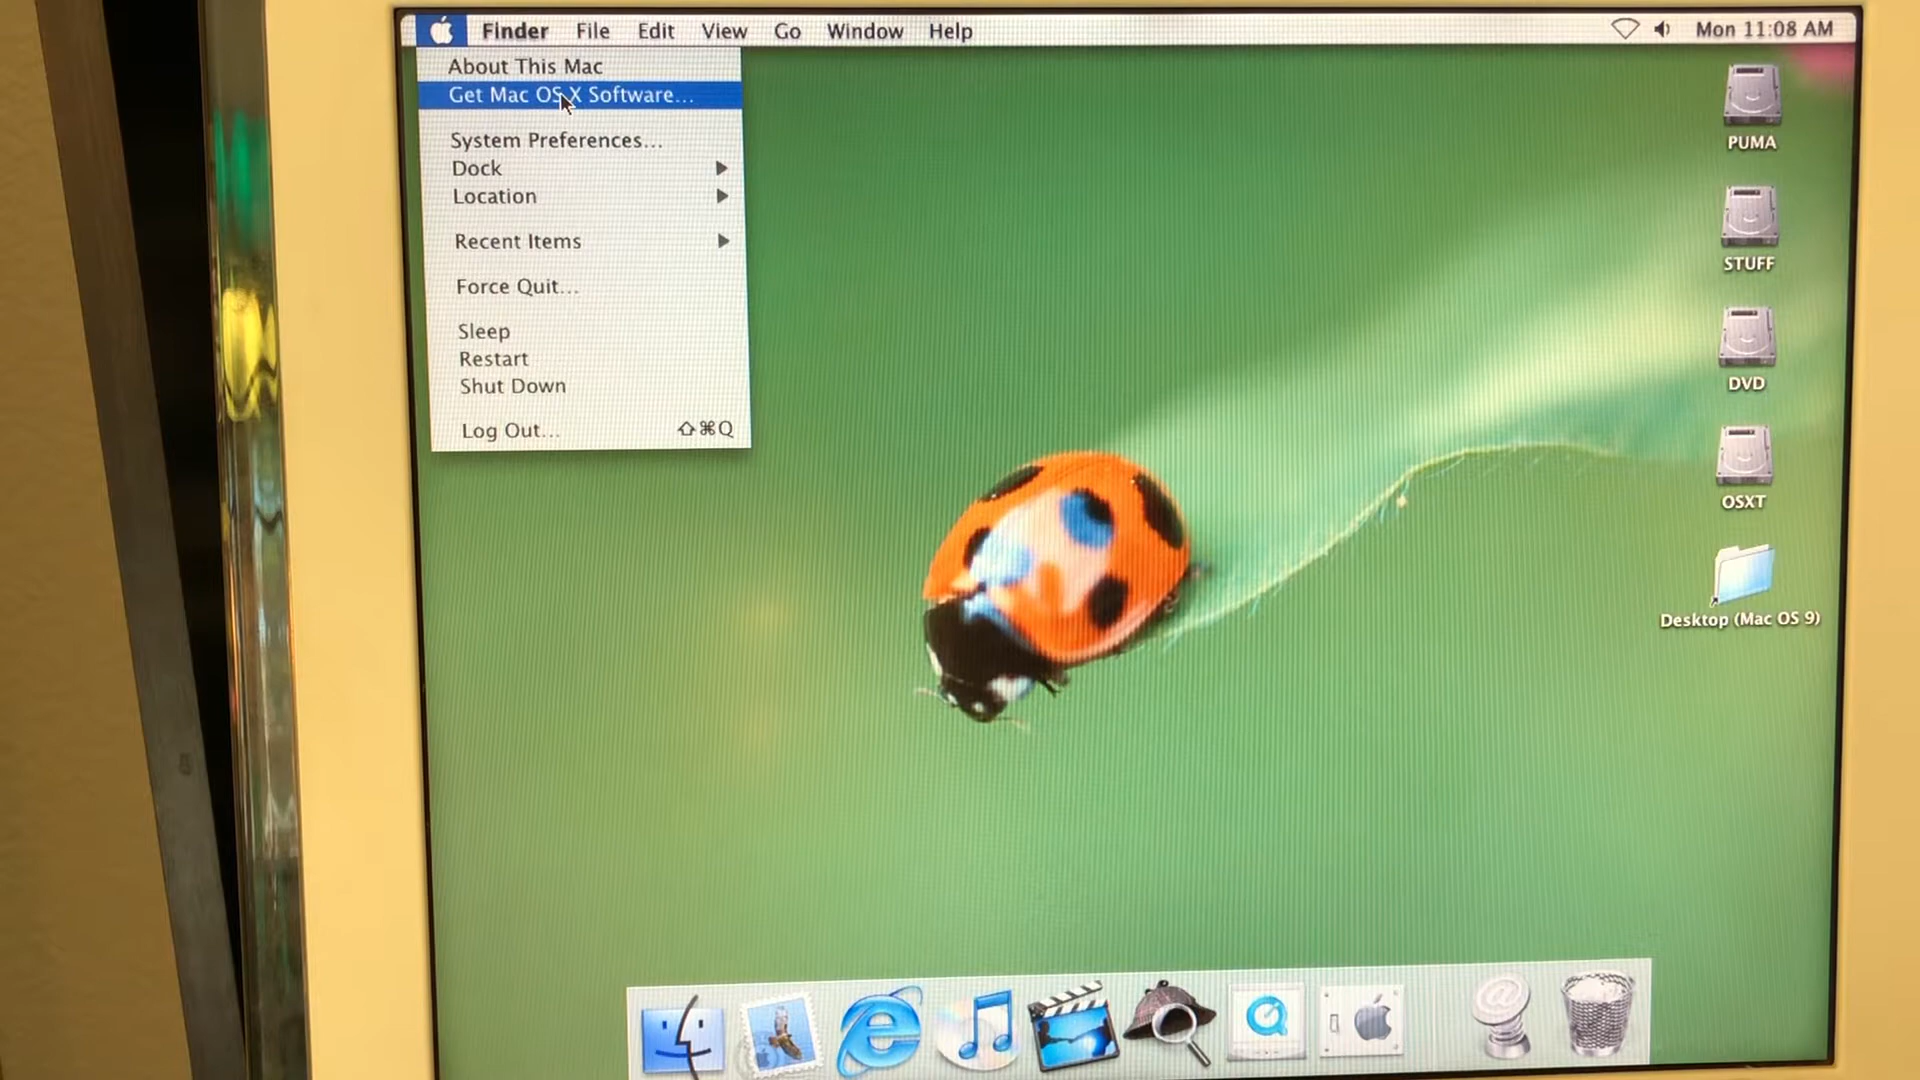 Finder File Edit View Go Window Help
Mon 11:08 AM
About This Mac
Get Mac OS X Software...
System Preferences...
Dock
Location
Recent Items
Force Quit...
Sleep
Restart
Shut Down
Log Out... ⇧⌘Q
PUMA
STUFF
DVD
OSXT
Desktop (Mac OS 9)
@